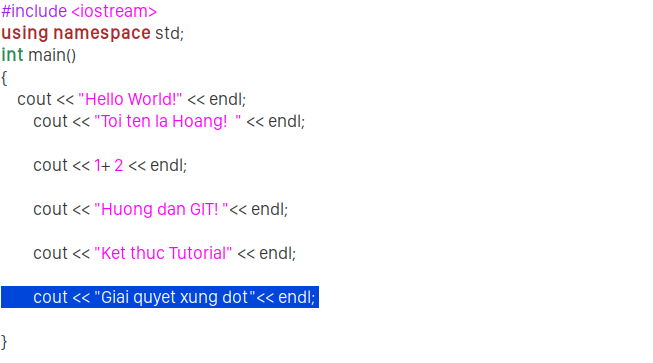 #include <iostream>
using namespace std;
int main()
{
cout << "Hello World!" << endl;
cout << "Toi ten la Hoang!  " << endl;
cout << 1+ 2 << endl;
cout << "Huong dan GIT! "<< endl;
cout << "Ket thuc Tutorial" << endl;
cout << "Giai quyet xung dot"<< endl;
}